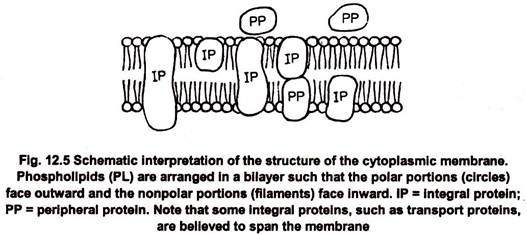 PP
PP
IP
IP
IP
IP
PP
IP
Fig. 12.5 Schematic interpretation of the structure of the cytoplasmic membrane.
Phospholipids (PL) are arranged in a bilayer such that the polar portions (circles)
face outward and the nonpolar portions (filaments) face inward. IP = integral protein;
PP = peripheral protein. Note that some integral proteins, such as transport proteins,
are believed to span the membrane